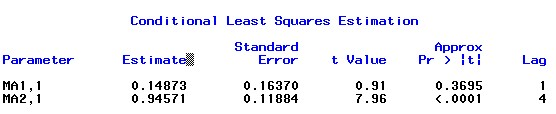 Conditional Least Squares Estimation
Standard Approx
Parameter Estimate Error t Value Pr > |t| Lag
MA1,1 0.14873 0.16370 0.91 0.3695 1
MA2,1 0.94571 0.11884 7.96 <.0001 4